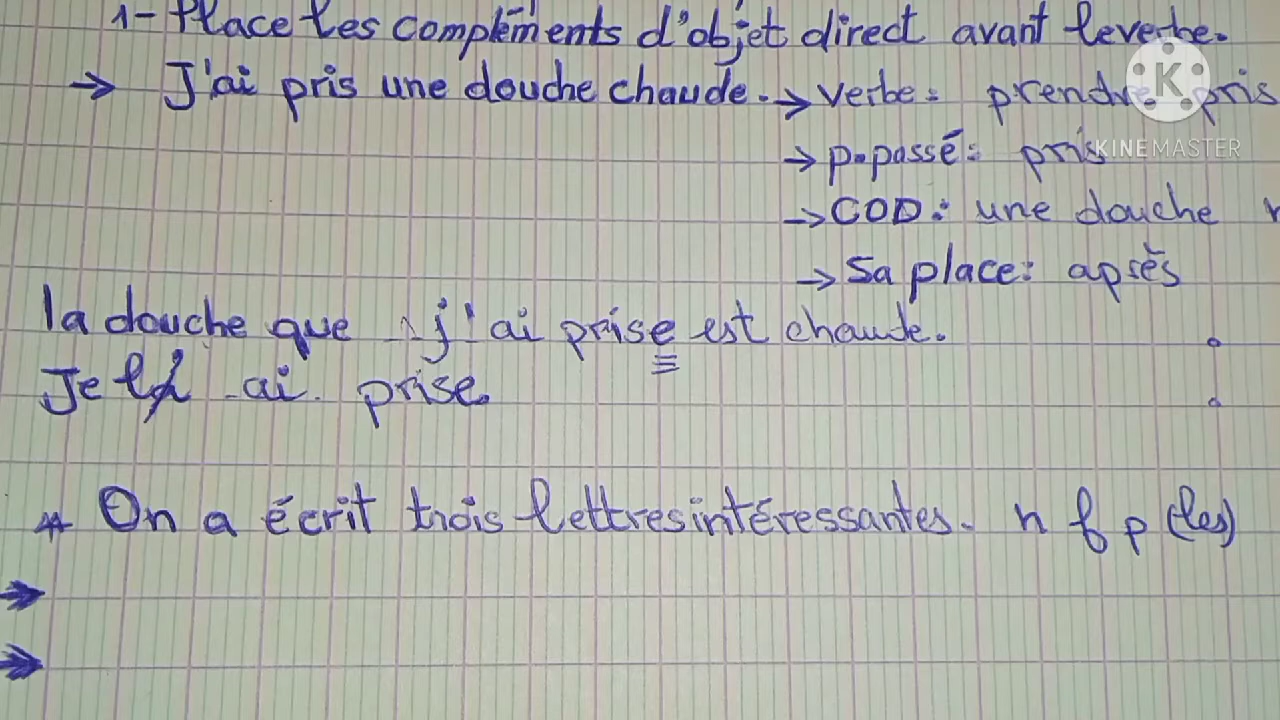 1- Place les compléments d'objet direct avant le verbe.
→ J'ai pris une douche chaude. → verbe: prendre pris
KINEMASTER
→ p.passé: pris
→ COD: une douche
→ Sa place: après
la douche que j'ai prise est chaude.
Je l' ai prise.
* On a écrit trois lettres intéressantes. n f p (les)